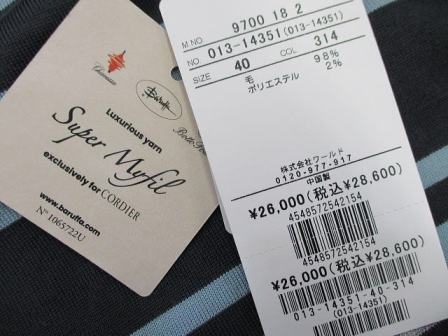 Baruffa
Luxurious yarn
Super Myfil
exclusively for CORDIER
www.baruffa.com
Nº 1065722U
M NO 9700 18 2
NO 013-14351(013-14351)
SIZE 40 COL 314
毛 98%
ポリエステル 2%
株式会社ワールド
0120-977-917
中国製
¥26,000(税込¥28,600)
4548572542154
4548572542154
¥26,000(税込¥28,600)
013-14351-40-314
(013-14351)